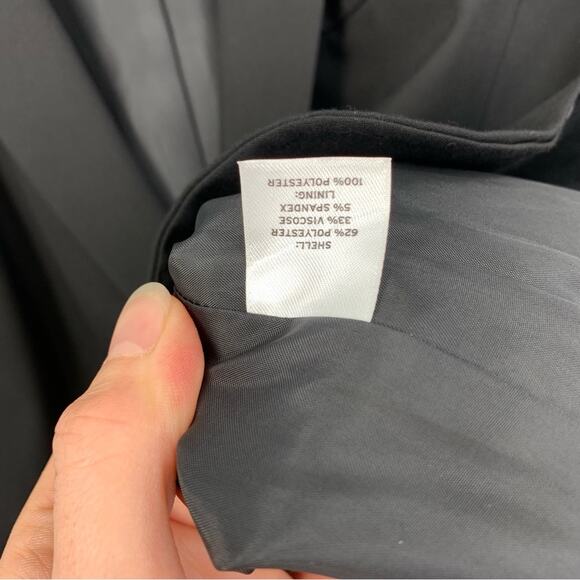 SHELL:
62% POLYESTER
33% VISCOSE
5% SPANDEX
LINING:
100% POLYESTER